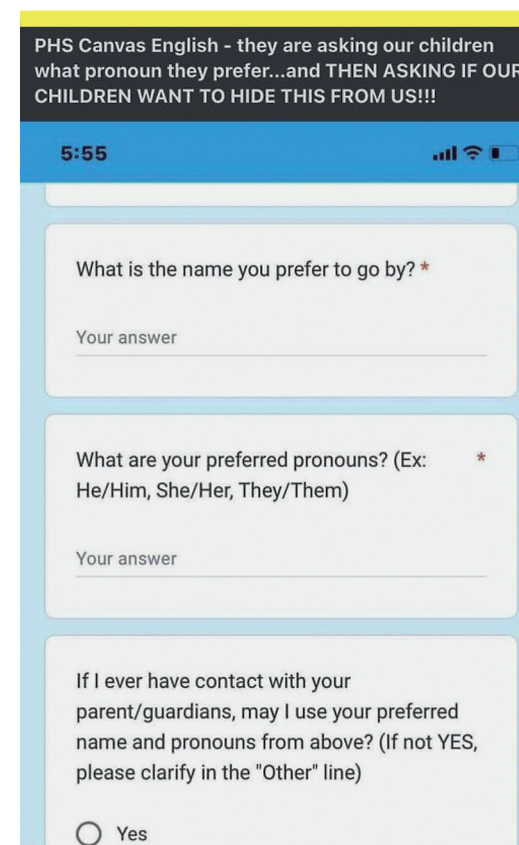 PHS Canvas English - they are asking our children
what pronoun they prefer...and THEN ASKING IF OUR
CHILDREN WANT TO HIDE THIS FROM US!!!
5:55
What is the name you prefer to go by? *
Your answer
What are your preferred pronouns? (Ex: *
He/Him, She/Her, They/Them)
Your answer
If I ever have contact with your
parent/guardians, may I use your preferred
name and pronouns from above? (If not YES,
please clarify in the "Other" line)
Yes